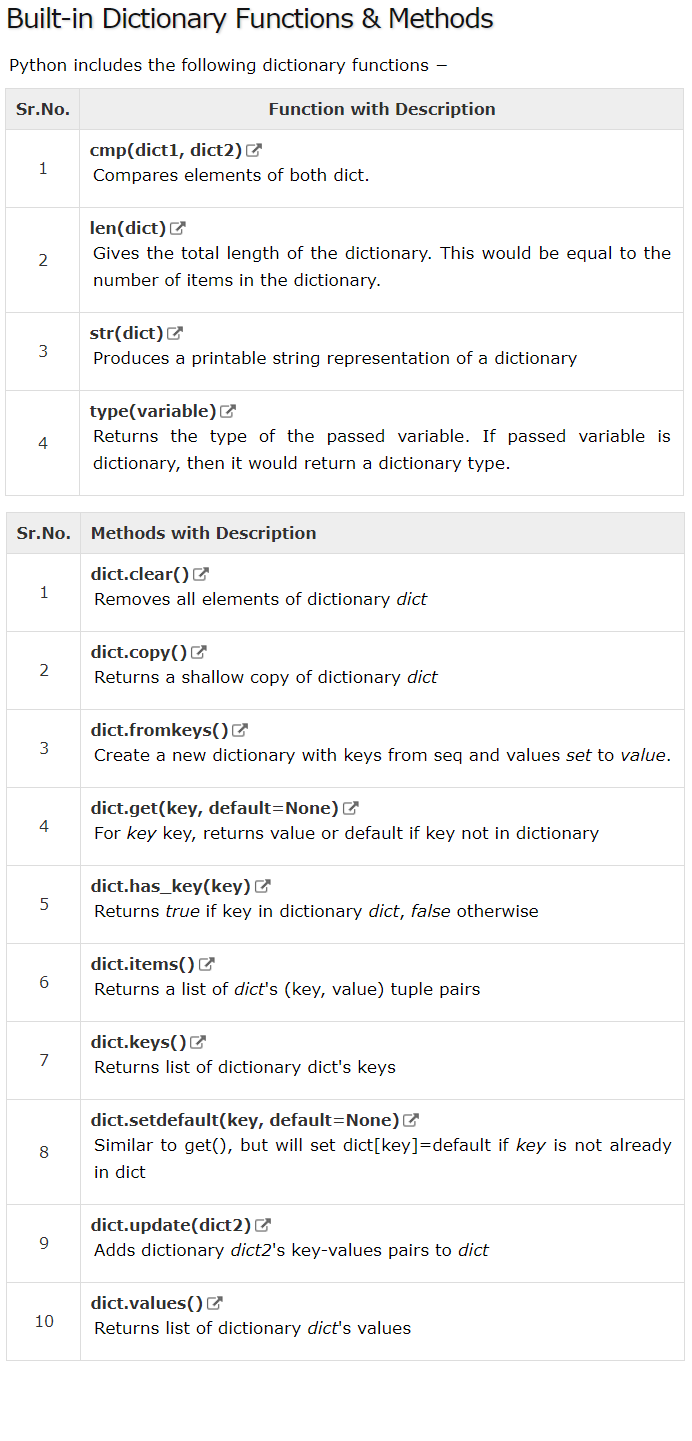 Built-in Dictionary Functions & Methods
Python includes the following dictionary functions −
Sr.No. Function with Description
1
cmp(dict1, dict2)
Compares elements of both dict.
2
len(dict)
Gives the total length of the dictionary. This would be equal to the
number of items in the dictionary.
3
str(dict)
Produces a printable string representation of a dictionary
4
type(variable)
Returns the type of the passed variable. If passed variable is
dictionary, then it would return a dictionary type.
Sr.No. Methods with Description
1
dict.clear()
Removes all elements of dictionary dict
2
dict.copy()
Returns a shallow copy of dictionary dict
3
dict.fromkeys()
Create a new dictionary with keys from seq and values set to value.
4
dict.get(key, default=None)
For key key, returns value or default if key not in dictionary
5
dict.has_key(key)
Returns true if key in dictionary dict, false otherwise
6
dict.items()
Returns a list of dict's (key, value) tuple pairs
7
dict.keys()
Returns list of dictionary dict's keys
8
dict.setdefault(key, default=None)
Similar to get(), but will set dict[key]=default if key is not already
in dict
9
dict.update(dict2)
Adds dictionary dict2's key-values pairs to dict
10
dict.values()
Returns list of dictionary dict's values